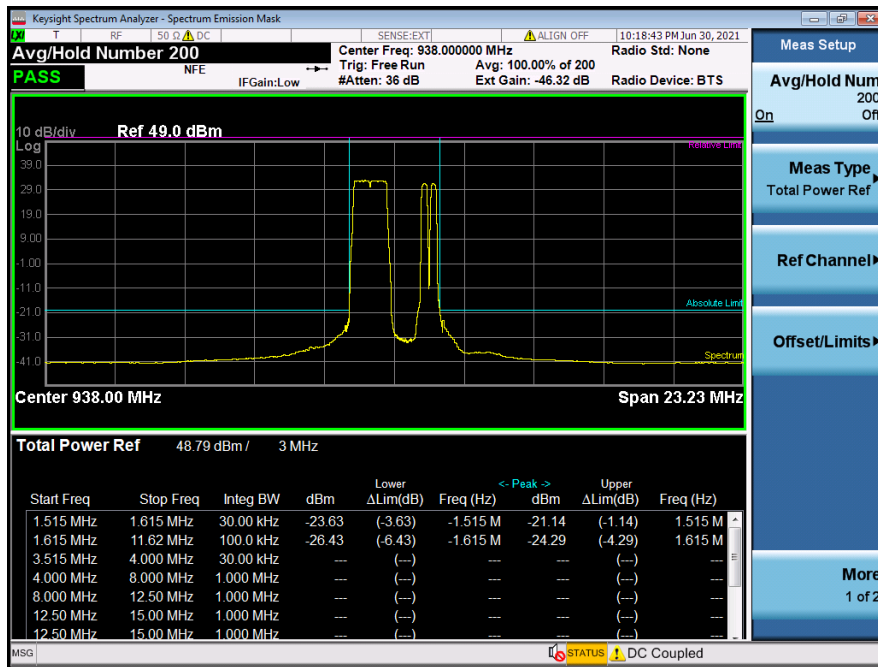 Keysight Spectrum Analyzer - Spectrum Emission Mask
LXI T RF 50 Ω DC SENSE:EXT ALIGN OFF 10:18:43 PM Jun 30, 2021
Avg/Hold Number 200
PASS
NFE
IFGain:Low
Center Freq: 938.000000 MHz
Trig: Free Run Avg: 100.00% of 200
#Atten: 36 dB Ext Gain: -46.32 dB
Radio Std: None
Radio Device: BTS
10 dB/div Ref 49.0 dBm
Log
Relative Limit
39.0
29.0
19.0
9.00
-1.00
-11.0
Absolute Limit
-21.0
-31.0
Spectrum
-41.0
Center 938.00 MHz Span 23.23 MHz
Total Power Ref 48.79 dBm / 3 MHz
Lower <- Peak -> Upper
Start Freq Stop Freq Integ BW dBm ΔLim(dB) Freq (Hz) dBm ΔLim(dB) Freq (Hz)
1.515 MHz 1.615 MHz 30.00 kHz -23.63 (-3.63) -1.515 M -21.14 (-1.14) 1.515 M
1.615 MHz 11.62 MHz 100.0 kHz -26.43 (-6.43) -1.615 M -24.29 (-4.29) 1.615 M
3.515 MHz 4.000 MHz 30.00 kHz --- (---) --- --- (---) ---
4.000 MHz 8.000 MHz 1.000 MHz --- (---) --- --- (---) ---
8.000 MHz 12.50 MHz 1.000 MHz --- (---) --- --- (---) ---
12.50 MHz 15.00 MHz 1.000 MHz --- (---) --- --- (---) ---
12.50 MHz 15.00 MHz 1.000 MHz --- (---) --- --- (---) ---
MSG STATUS DC Coupled
Meas Setup
Avg/Hold Num
200
On Off
Meas Type
Total Power Ref
Ref Channel
Offset/Limits
More
1 of 2